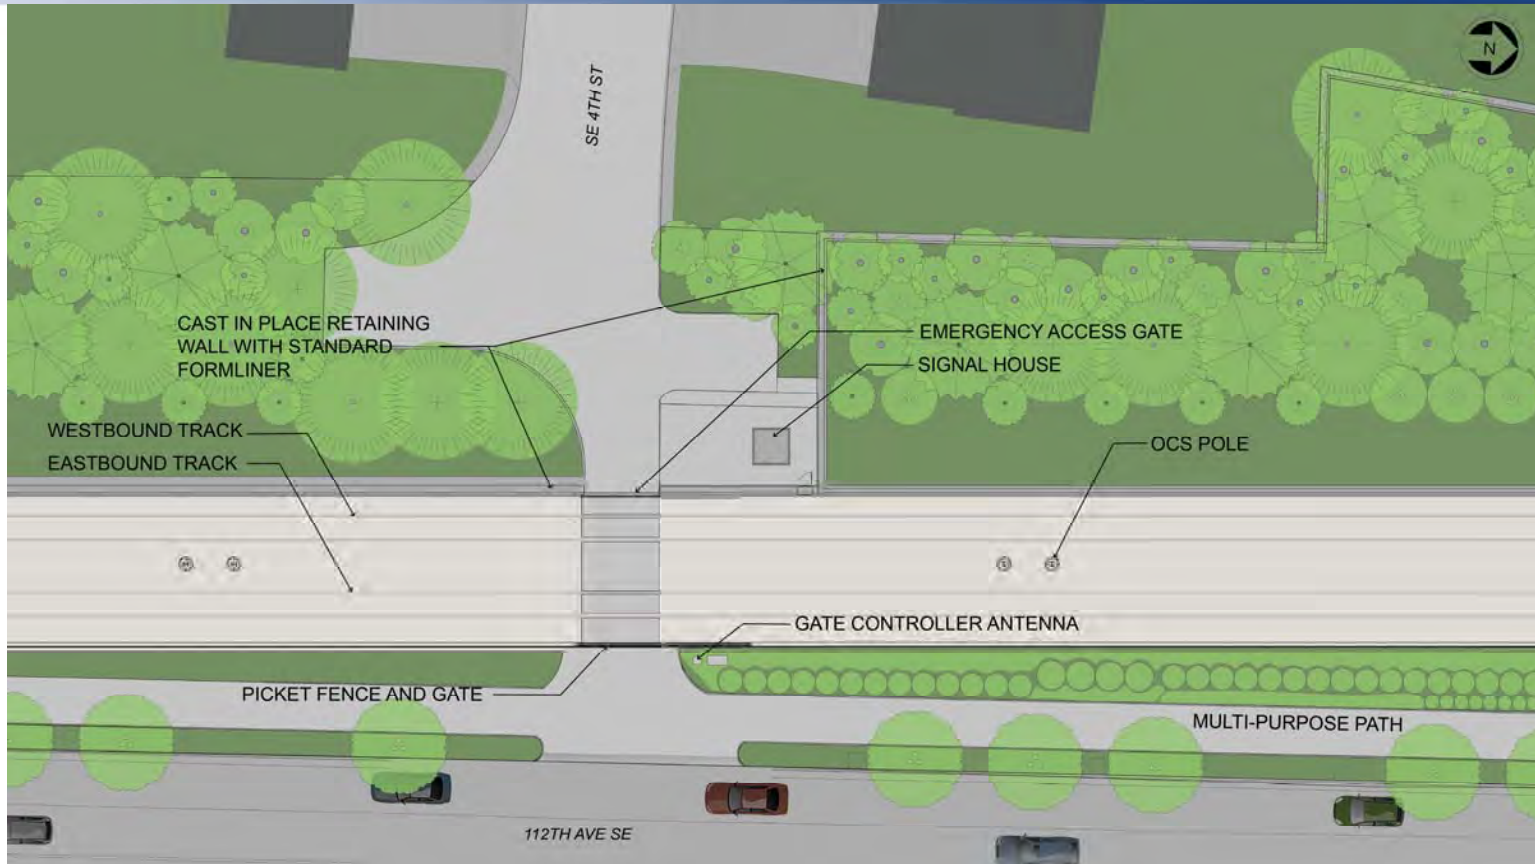 N
SE 4TH ST
CAST IN PLACE RETAINING
WALL WITH STANDARD
FORMLINER
EMERGENCY ACCESS GATE
SIGNAL HOUSE
WESTBOUND TRACK
EASTBOUND TRACK
OCS POLE
GATE CONTROLLER ANTENNA
PICKET FENCE AND GATE
MULTI-PURPOSE PATH
112TH AVE SE